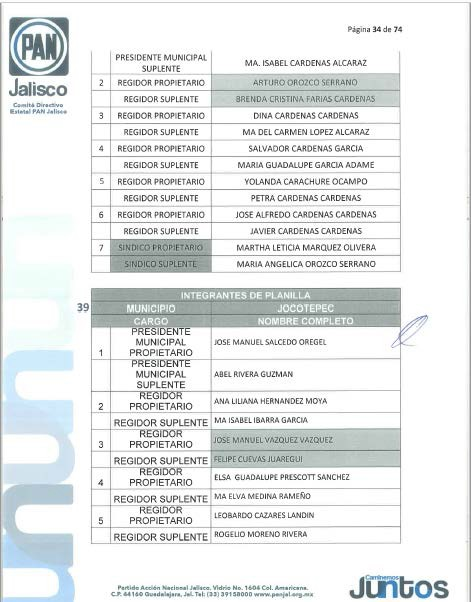 Página 34 de 74
PAN
Jalisco
Comité Directivo
Estatal PAN Jalisco
PRESIDENTE MUNICIPAL SUPLENTE MA. ISABEL CARDENAS ALCARAZ
2 REGIDOR PROPIETARIO ARTURO OROZCO SERRANO
REGIDOR SUPLENTE BRENDA CRISTINA FARIAS CARDENAS
3 REGIDOR PROPIETARIO DINA CARDENAS CARDENAS
REGIDOR SUPLENTE MA DEL CARMEN LOPEZ ALCARAZ
4 REGIDOR PROPIETARIO SALVADOR CARDENAS GARCIA
REGIDOR SUPLENTE MARIA GUADALUPE GARCIA ADAME
5 REGIDOR PROPIETARIO YOLANDA CARACHURE OCAMPO
REGIDOR SUPLENTE PETRA CARDENAS CARDENAS
6 REGIDOR PROPIETARIO JOSE ALFREDO CARDENAS CARDENAS
REGIDOR SUPLENTE JAVIER CARDENAS CARDENAS
7 SINDICO PROPIETARIO MARTHA LETICIA MARQUEZ OLIVERA
SINDICO SUPLENTE MARIA ANGELICA OROZCO SERRANO
39
INTEGRANTES DE PLANILLA
MUNICIPIO JOCOTEPEC
CARGO NOMBRE COMPLETO
1 PRESIDENTE MUNICIPAL PROPIETARIO JOSE MANUEL SALCEDO OREGEL
PRESIDENTE MUNICIPAL SUPLENTE ABEL RIVERA GUZMAN
2 REGIDOR PROPIETARIO ANA LILIANA HERNANDEZ MOYA
REGIDOR SUPLENTE MA ISABEL IBARRA GARCIA
3 REGIDOR PROPIETARIO JOSE MANUEL VAZQUEZ VAZQUEZ
REGIDOR SUPLENTE FELIPE CUEVAS JUAREGUI
4 REGIDOR PROPIETARIO ELSA GUADALUPE PRESCOTT SANCHEZ
REGIDOR SUPLENTE MA ELVA MEDINA RAMEÑO
5 REGIDOR PROPIETARIO LEOBARDO CAZARES LANDIN
REGIDOR SUPLENTE ROGELIO MORENO RIVERA
Partido Acción Nacional Jalisco, Vidrio No. 1604 Col. Americana.
C.P. 44160 Guadalajara, Jal. Tel: (33) 39158000 www.panjal.org.mx
Caminemos
Juntos